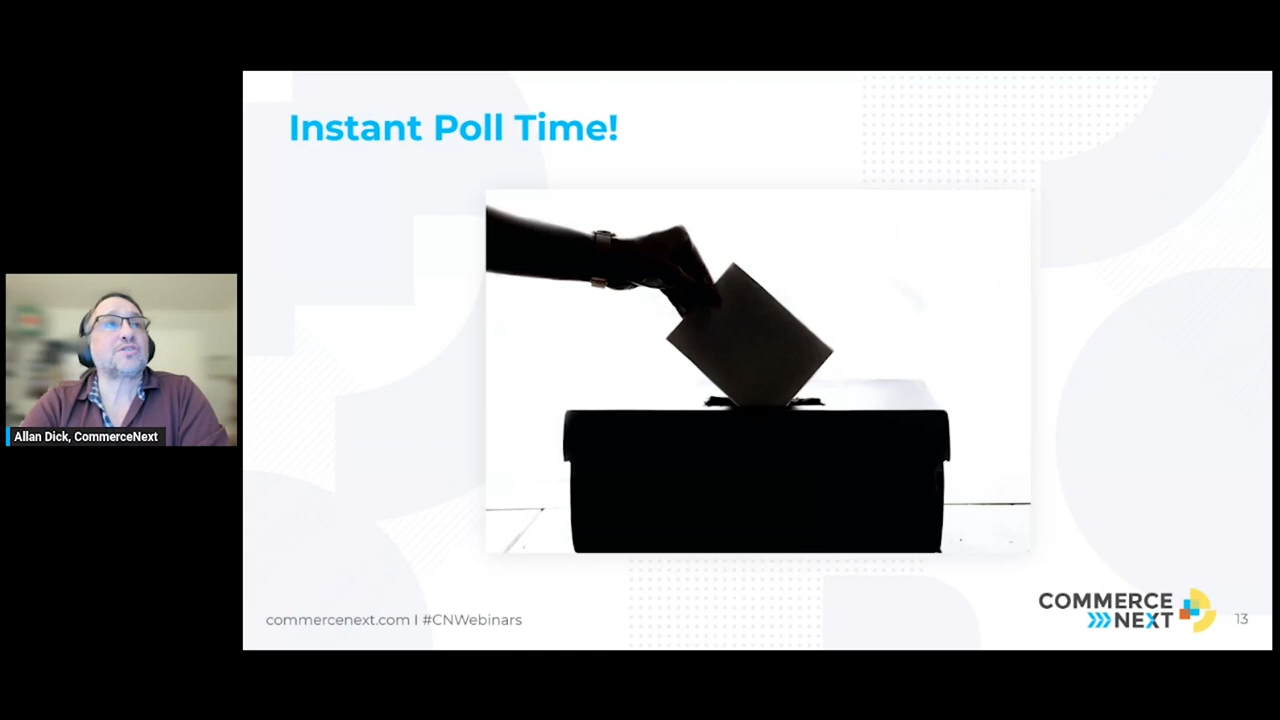 Instant Poll Time!
Allan Dick, CommerceNext
commercenext.com | #CNWebinars
COMMERCE
NEXT
13